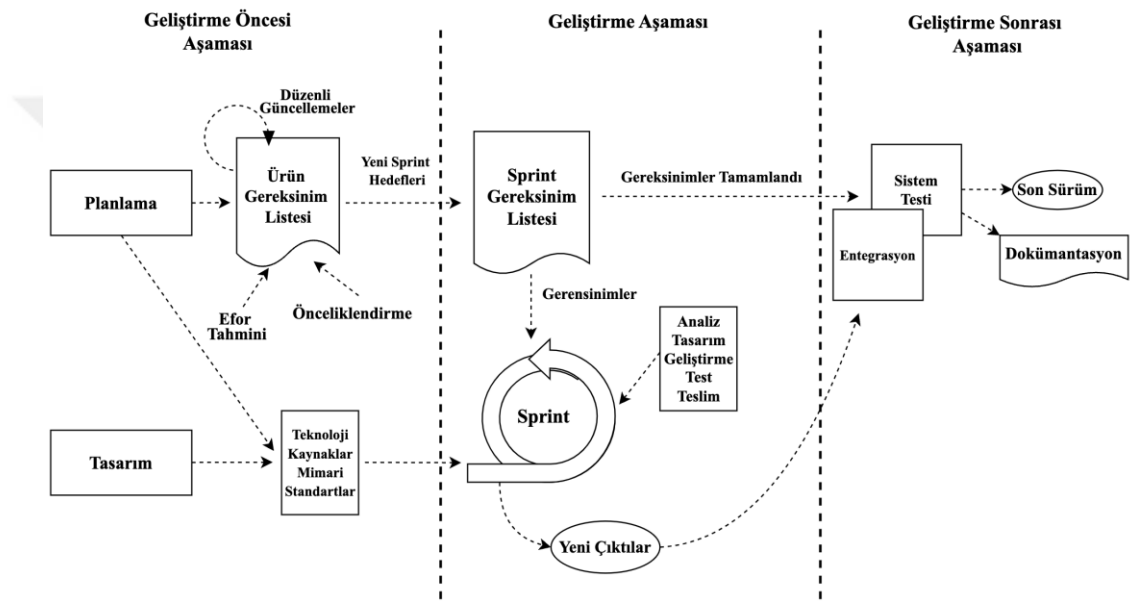 Geliştirme Öncesi
Aşaması
Geliştirme Aşaması
Geliştirme Sonrası
Aşaması
Düzenli
Güncellemeler
Planlama
Ürün
Gereksinim
Listesi
Yeni Sprint
Hedefleri
Sprint
Gereksinim
Listesi
Gereksinimler Tamamlandı
Sistem
Testi
Entegrasyon
Son Sürüm
Dokümantasyon
Efor
Tahmini
Önceliklendirme
Gerensinimler
Analiz
Tasarım
Geliştirme
Test
Teslim
Sprint
Tasarım
Teknoloji
Kaynaklar
Mimari
Standartlar
Yeni Çıktılar